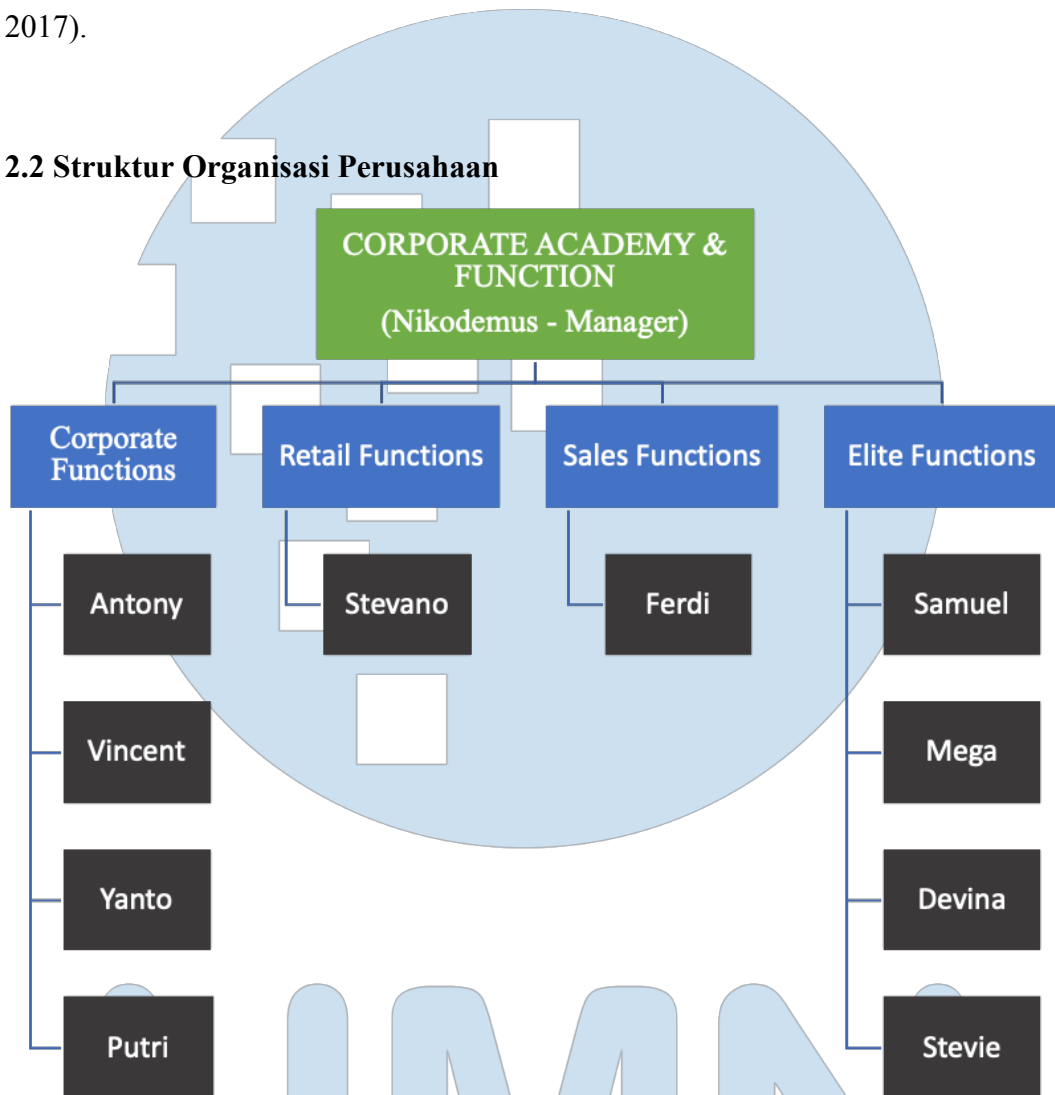 2017).
2.2 Struktur Organisasi Perusahaan
CORPORATE ACADEMY &
FUNCTION
(Nikodemus - Manager)
Corporate
Functions
Retail Functions
Sales Functions
Elite Functions
Antony
Stevano
Ferdi
Samuel
Vincent
Mega
Yanto
Devina
Putri
Stevie